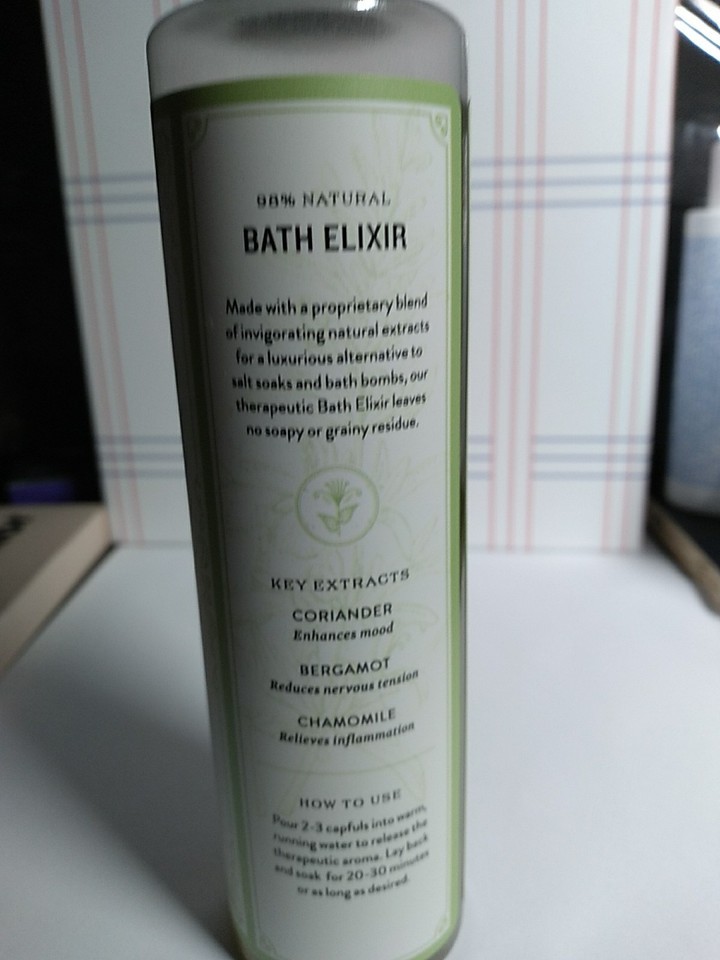 98% NATURAL
BATH ELIXIR
Made with a proprietary blend
of invigorating natural extracts
for a luxurious alternative to
salt soaks and bath bombs, our
therapeutic Bath Elixir leaves
no soapy or grainy residue.
KEY EXTRACTS
CORIANDER
Enhances mood
BERGAMOT
Reduces nervous tension
CHAMOMILE
Relieves inflammation
HOW TO USE
Pour 2-3 capfuls into warm,
running water to release the
therapeutic aroma. Lay back
and soak for 20-30 minutes
or as long as desired.